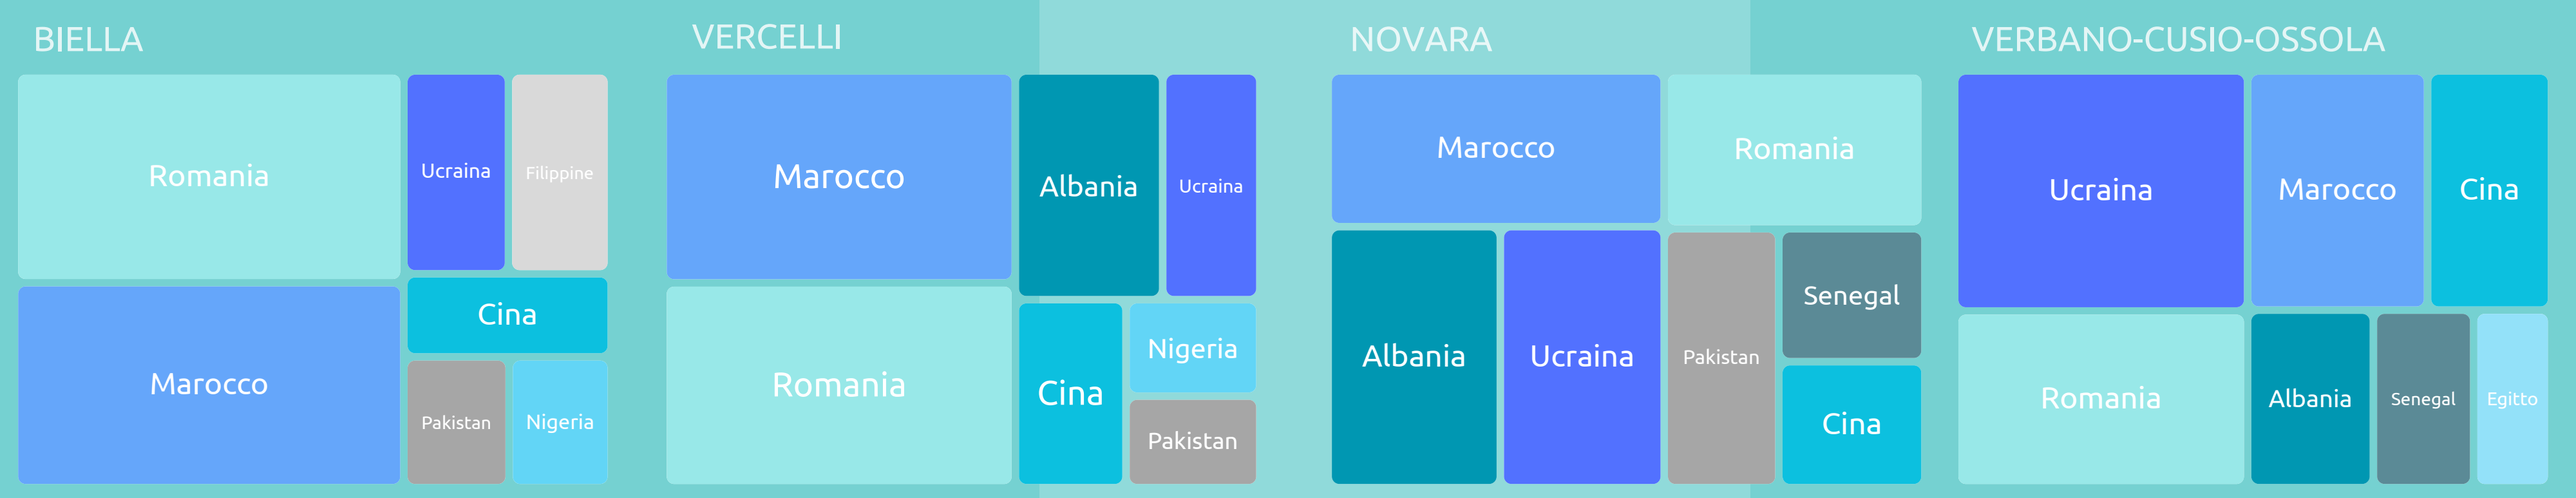 BIELLA
Romania
Ucraina
Filippine
Marocco
Cina
Pakistan
Nigeria
VERCELLI
Marocco
Albania
Ucraina
Romania
Cina
Nigeria
Pakistan
NOVARA
Marocco
Romania
Albania
Ucraina
Pakistan
Senegal
Cina
VERBANO-CUSIO-OSSOLA
Ucraina
Marocco
Cina
Romania
Albania
Senegal
Egitto